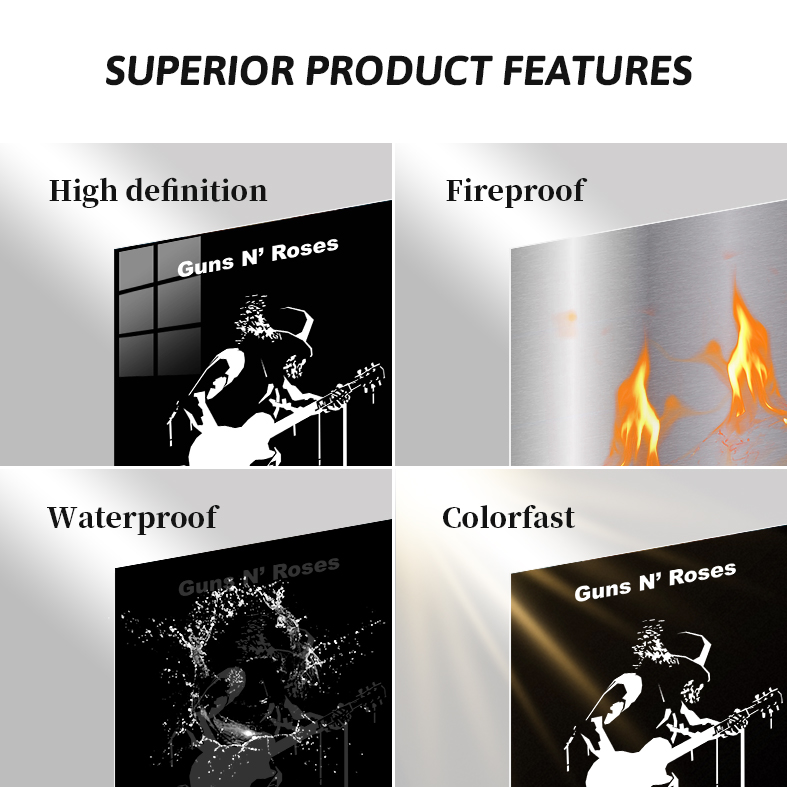 SUPERIOR PRODUCT FEATURES
High definition
Fireproof
Guns N’ Roses
Waterproof
Colorfast
Guns N’ Roses
Guns N’ Roses